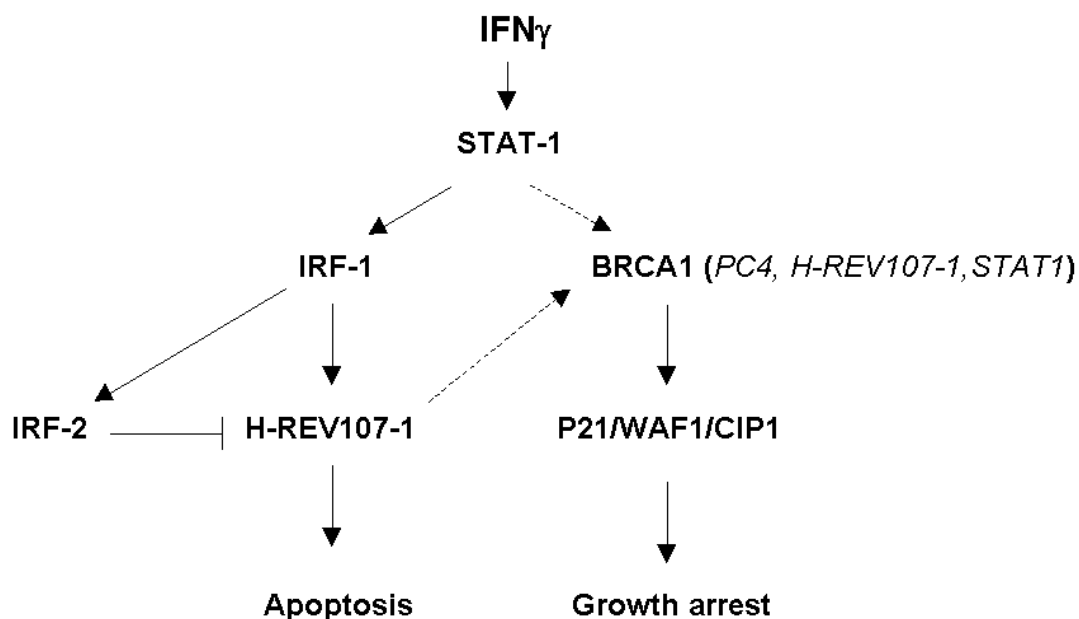 IFNγ
STAT-1
IRF-1 BRCA1 (PC4, H-REV107-1,STAT1)
IRF-2 H-REV107-1 P21/WAF1/CIP1
Apoptosis Growth arrest